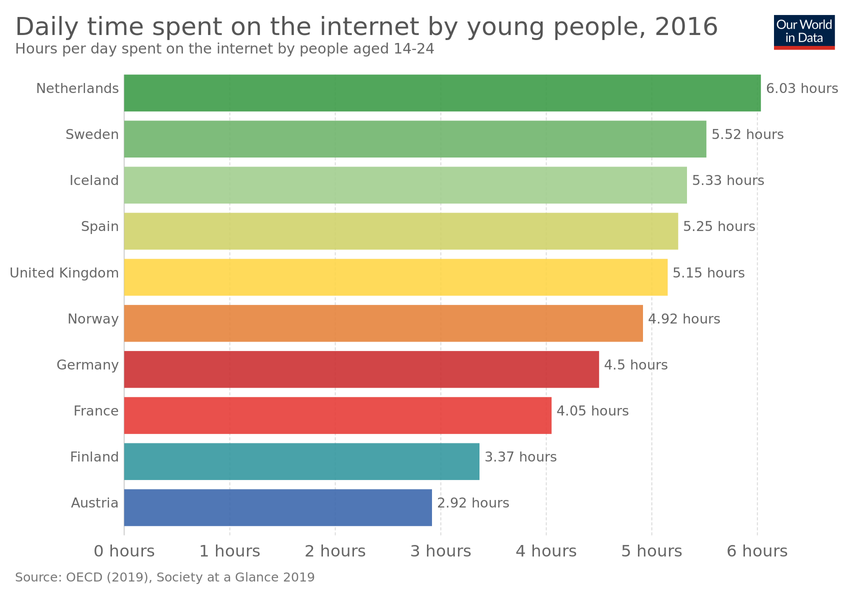 Daily time spent on the internet by young people, 2016
Hours per day spent on the internet by people aged 14-24
Our World
in Data
Netherlands 6.03 hours
Sweden 5.52 hours
Iceland 5.33 hours
Spain 5.25 hours
United Kingdom 5.15 hours
Norway 4.92 hours
Germany 4.5 hours
France 4.05 hours
Finland 3.37 hours
Austria 2.92 hours
0 hours 1 hours 2 hours 3 hours 4 hours 5 hours 6 hours
Source: OECD (2019), Society at a Glance 2019